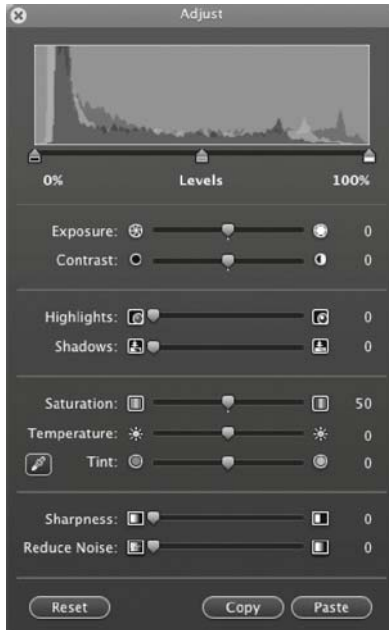 Adjust
0% Levels 100%
Exposure: 0
Contrast: 0
Highlights: 0
Shadows: 0
Saturation: 50
Temperature: 0
Tint: 0
Sharpness: 0
Reduce Noise: 0
Reset Copy Paste